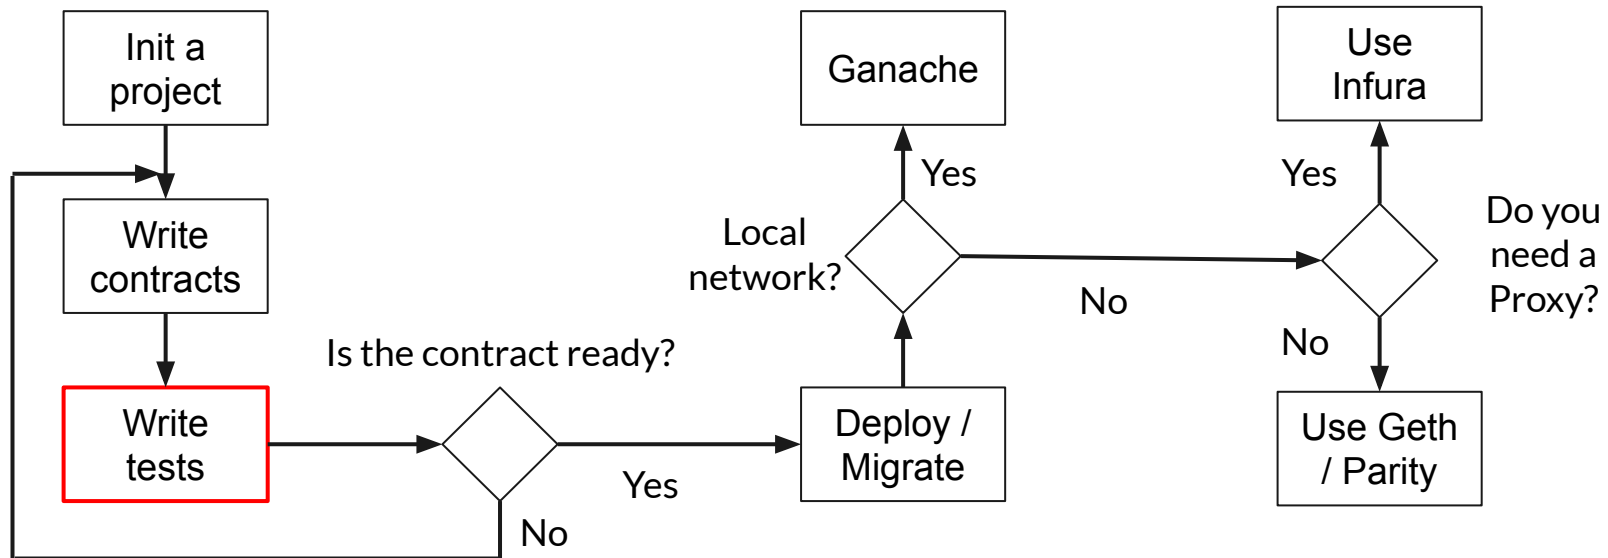 Init a
project
Write
contracts
Write
tests
Is the contract ready?
Yes
No
Deploy /
Migrate
Local
network?
Yes
No
Ganache
Do you
need a
Proxy?
Yes
No
Use
Infura
Use Geth
/ Parity